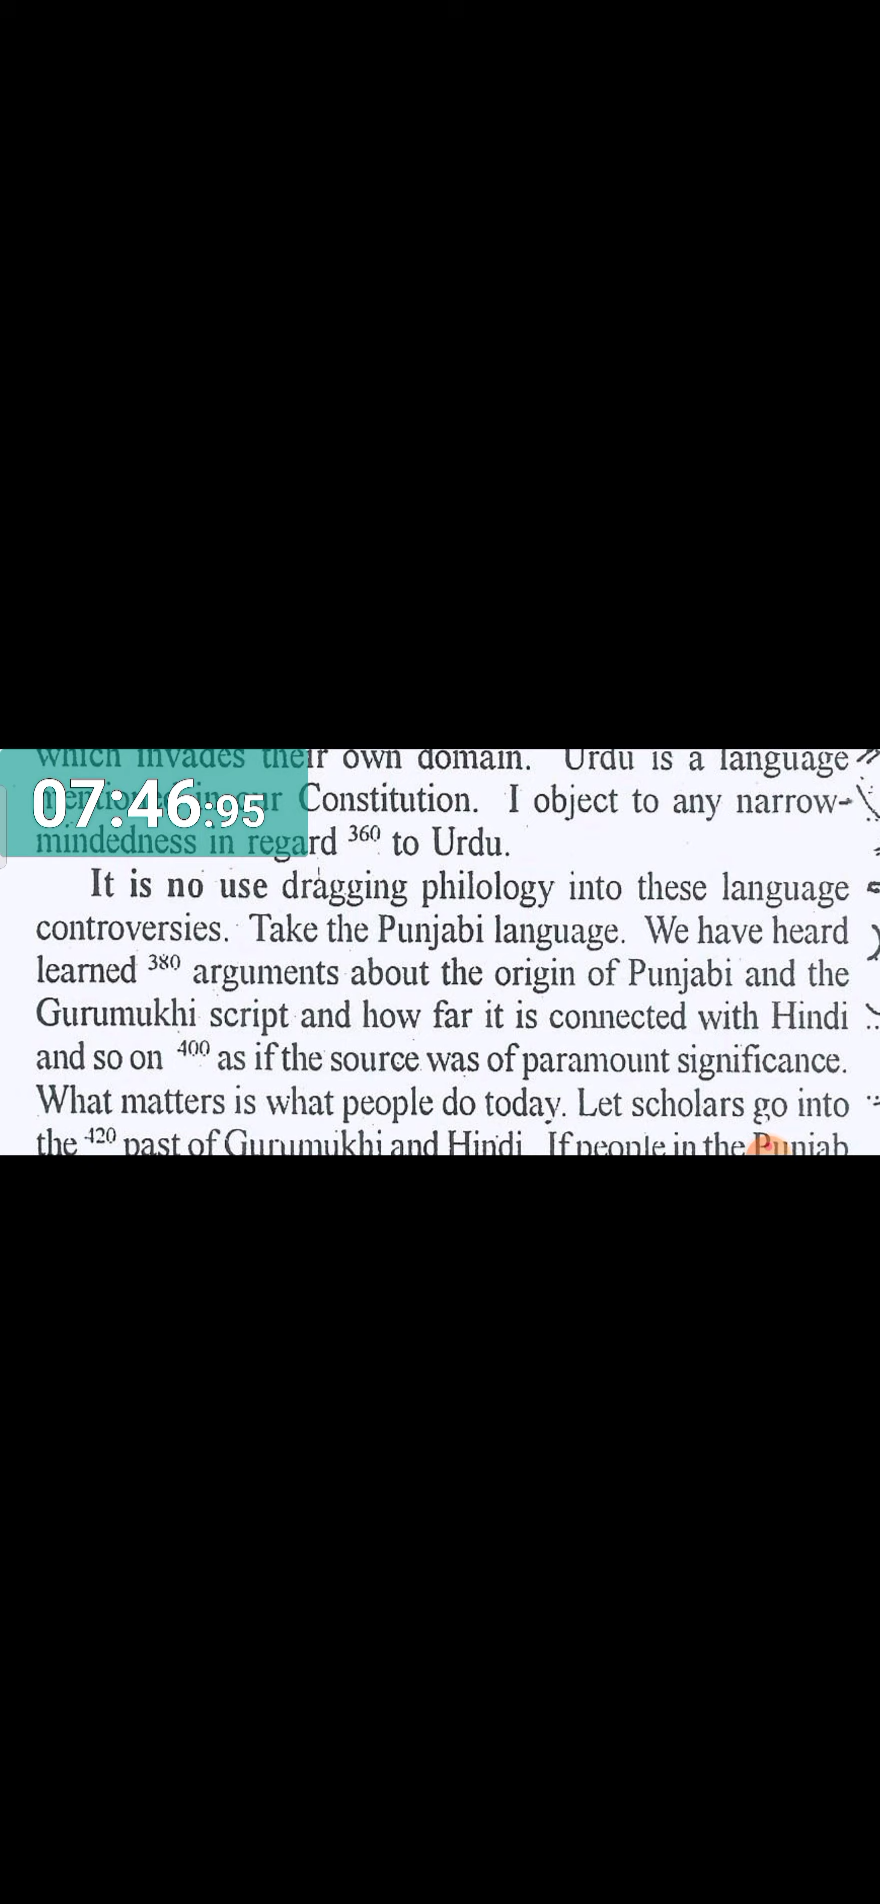 which invades their own domain. Urdu is a language
07:46:95
mentioned in our Constitution. I object to any narrow-
mindedness in regard 360 to Urdu.
It is no use dragging philology into these language
controversies. Take the Punjabi language. We have heard
learned 380 arguments about the origin of Punjabi and the
Gurumukhi script and how far it is connected with Hindi
and so on 400 as if the source was of paramount significance.
What matters is what people do today. Let scholars go into
the 420 past of Gurumukhi and Hindi. If people in the Punjab